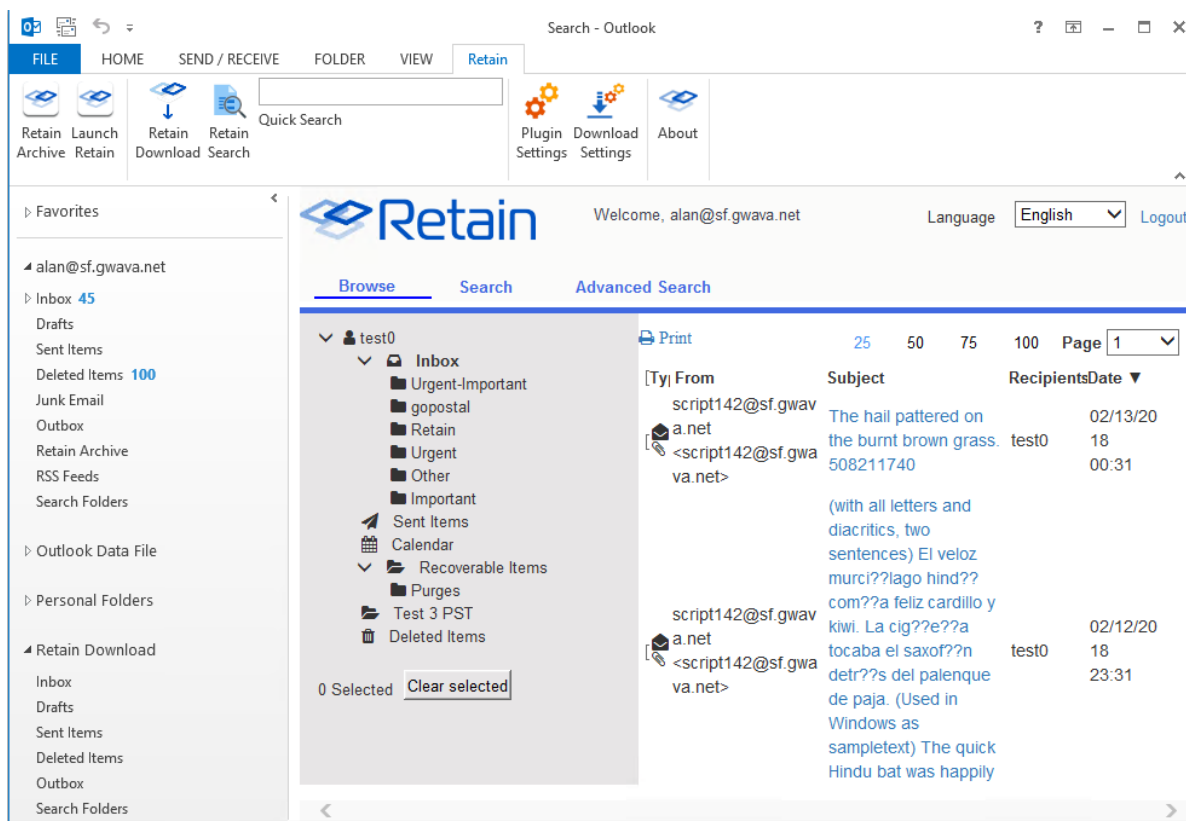 Search - Outlook
FILE HOME SEND / RECEIVE FOLDER VIEW Retain
Retain Archive
Launch Retain
Retain Download
Retain Search
Quick Search
Plugin Settings
Download Settings
About
Favorites
alan@sf.gwava.net
Inbox 45
Drafts
Sent Items
Deleted Items 100
Junk Email
Outbox
Retain Archive
RSS Feeds
Search Folders
Outlook Data File
Personal Folders
Retain Download
Inbox
Drafts
Sent Items
Deleted Items
Outbox
Search Folders
Retain
Welcome, alan@sf.gwava.net
Language English Logout
Browse Search Advanced Search
test0
Inbox
Urgent-Important
gopostal
Retain
Urgent
Other
Important
Sent Items
Calendar
Recoverable Items
Purges
Test 3 PST
Deleted Items
0 Selected Clear selected
Print 25 50 75 100 Page 1
[Ty From Subject Recipients Date ▼
script142@sf.gwav
a.net
<script142@sf.gwa
va.net>
The hail pattered on
the burnt brown grass.
508211740
test0
02/13/20
18
00:31
script142@sf.gwav
a.net
<script142@sf.gwa
va.net>
(with all letters and
diacritics, two
sentences) El veloz
murci??lago hind??
com??a feliz cardillo y
kiwi. La cig??e??a
tocaba el saxof??n
detr??s del palenque
de paja. (Used in
Windows as
sampletext) The quick
Hindu bat was happily
test0
02/12/20
18
23:31